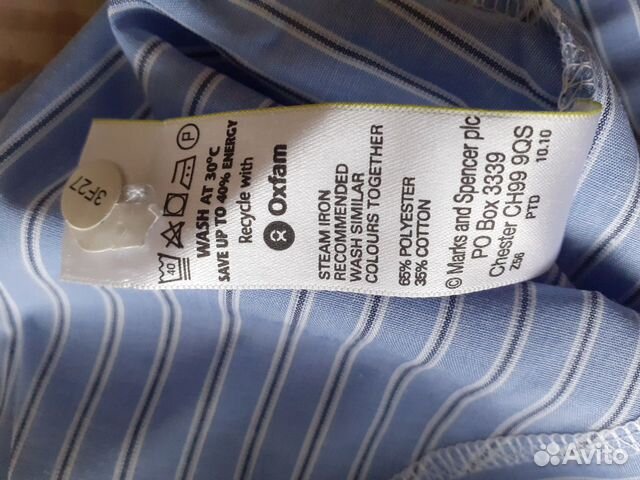 3F27
40
P
WASH AT 30°C
SAVE UP TO 40% ENERGY
Recycle with
Oxfam
STEAM IRON
RECOMMENDED
WASH SIMILAR
COLOURS TOGETHER
65% POLYESTER
35% COTTON
© Marks and Spencer plc
PO Box 3339
Chester CH99 9QS
PTD 10.10
Z56
Avito